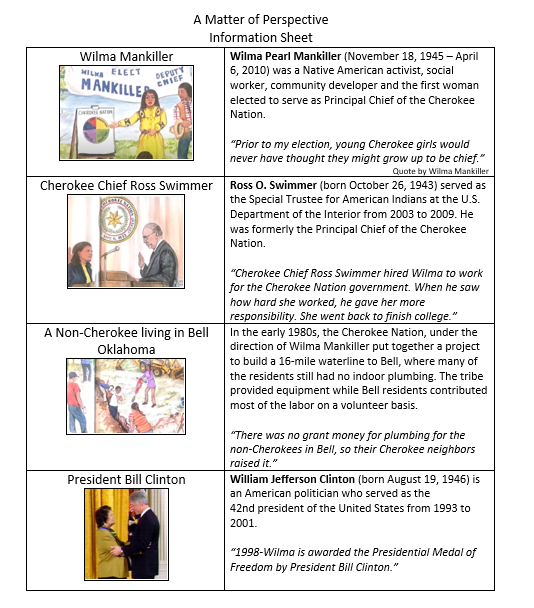 A Matter of Perspective
Information Sheet
Wilma Mankiller
WILMA ELECT DEPUTY
MANKILLER CHIEF
CHEROKEE NATION
Wilma Pearl Mankiller (November 18, 1945 – April
6, 2010) was a Native American activist, social
worker, community developer and the first woman
elected to serve as Principal Chief of the Cherokee
Nation.
“Prior to my election, young Cherokee girls would
never have thought they might grow up to be chief.”
Quote by Wilma Mankiller
Cherokee Chief Ross Swimmer
Ross O. Swimmer (born October 26, 1943) served as
the Special Trustee for American Indians at the U.S.
Department of the Interior from 2003 to 2009. He
was formerly the Principal Chief of the Cherokee
Nation.
“Cherokee Chief Ross Swimmer hired Wilma to work
for the Cherokee Nation government. When he saw
how hard she worked, he gave her more
responsibility. She went back to finish college.”
A Non-Cherokee living in Bell
Oklahoma
In the early 1980s, the Cherokee Nation, under the
direction of Wilma Mankiller put together a project
to build a 16-mile waterline to Bell, where many of
the residents still had no indoor plumbing. The tribe
provided equipment while Bell residents contributed
most of the labor on a volunteer basis.
“There was no grant money for plumbing for the
non-Cherokees in Bell, so their Cherokee neighbors
raised it.”
President Bill Clinton
William Jefferson Clinton (born August 19, 1946) is
an American politician who served as the
42nd president of the United States from 1993 to
2001.
“1998-Wilma is awarded the Presidential Medal of
Freedom by President Bill Clinton.”